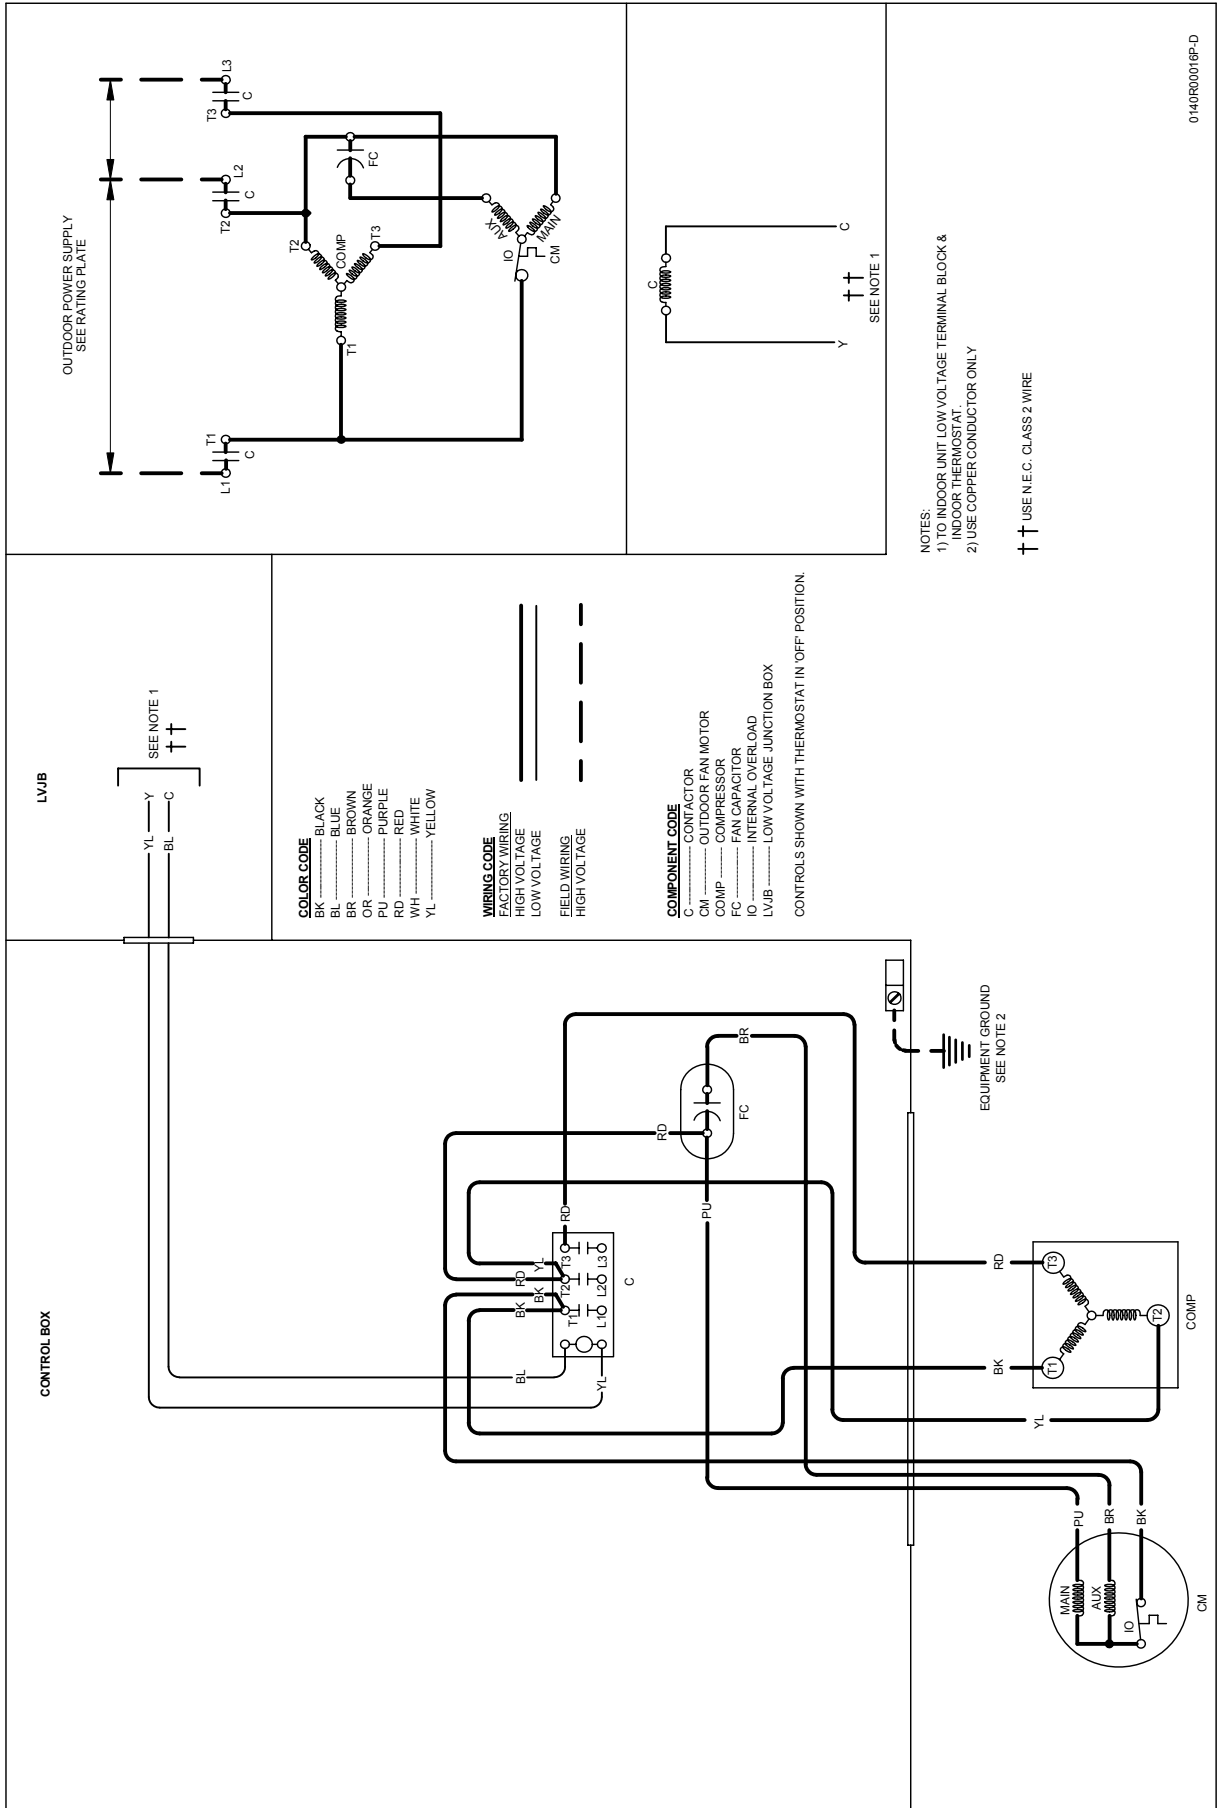 CONTROL BOX
BL
YL
BK
BK
RD
YL
RD
T1
T2
T3
L1
L2
L3
C
RD
PU
FC
BR
PU
BR
BK
MAIN
AUX
IO
CM
YL
BK
RD
T1
T2
T3
COMP
EQUIPMENT GROUND
SEE NOTE 2
LVJB
YL
Y
BL
C
SEE NOTE 1
††
COLOR CODE
BK ---------- BLACK
BL ---------- BLUE
BR ---------- BROWN
OR ---------- ORANGE
PU ---------- PURPLE
RD ---------- RED
WH ---------- WHITE
YL ---------- YELLOW
WIRING CODE
FACTORY WIRING
HIGH VOLTAGE
LOW VOLTAGE
FIELD WIRING
HIGH VOLTAGE
COMPONENT CODE
C ---------- CONTACTOR
CM ---------- OUTDOOR FAN MOTOR
COMP ---------- COMPRESSOR
FC ---------- FAN CAPACITOR
IO ---------- INTERNAL OVERLOAD
LVJB ---------- LOW VOLTAGE JUNCTION BOX
CONTROLS SHOWN WITH THERMOSTAT IN 'OFF' POSITION.
OUTDOOR POWER SUPPLY
SEE RATING PLATE
L1
T1
C
T2
L2
C
T3
L3
C
T1
T2
T3
COMP
FC
AUX
MAIN
IO
CM
C
Y
C
††
SEE NOTE 1
NOTES:
1) TO INDOOR UNIT LOW VOLTAGE TERMINAL BLOCK &
INDOOR THERMOSTAT.
2) USE COPPER CONDUCTOR ONLY
†† USE N.E.C. CLASS 2 WIRE
0140R00016P-D